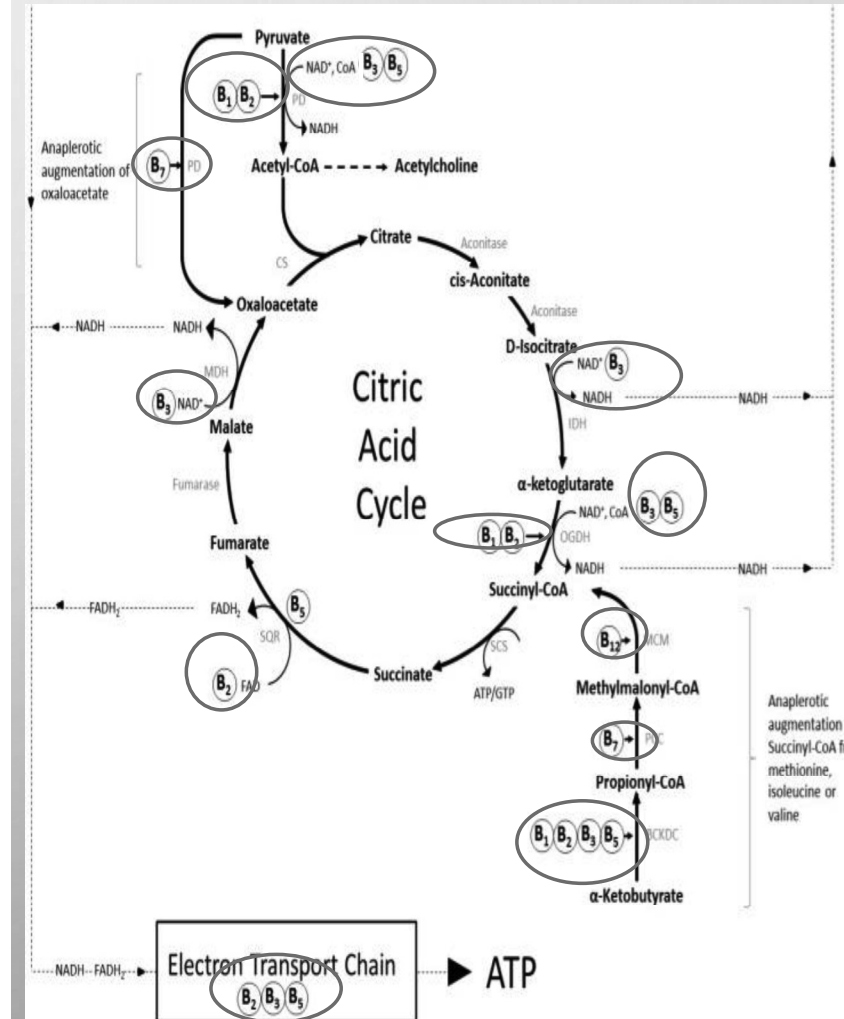 Pyruvate
NAD⁺, CoA B₃ B₅
B₁ B₂ PD
NADH
Anaplerotic
augmentation of
oxaloacetate
B₇ PD
Acetyl-CoA Acetylcholine
Citrate
Aconitase
CS
cis-Aconitate
Oxaloacetate
Aconitase
NADH NADH
D-Isocitrate
NAD⁺ B₃
MDH
Citric
Acid
Cycle
NADH NADH
B₃ NAD⁺
IDH
Malate
Fumarase
α-ketoglutarate
NAD⁺, CoA B₃ B₅
B₁ B₂ OGDH
Fumarate
NADH NADH
Succinyl-CoA
FADH₂ FADH₂ B₅
SQR
SCS
B₁₂ MCM
B₂ FAD
Succinate
ATP/GTP
Methylmalonyl-CoA
Anaplerotic
augmentation
Succinyl-CoA
methionine,
isoleucine or
valine
B₇
Propionyl-CoA
B₁ B₂ B₃ B₅ BCKDC
α-Ketobutyrate
NADH FADH₂ Electron Transport Chain ATP
B₂ B₃ B₅